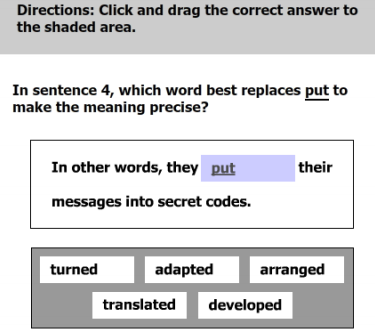 Directions: Click and drag the correct answer to
the shaded area.
In sentence 4, which word best replaces put to
make the meaning precise?
In other words, they put their
messages into secret codes.
turned adapted arranged
translated developed